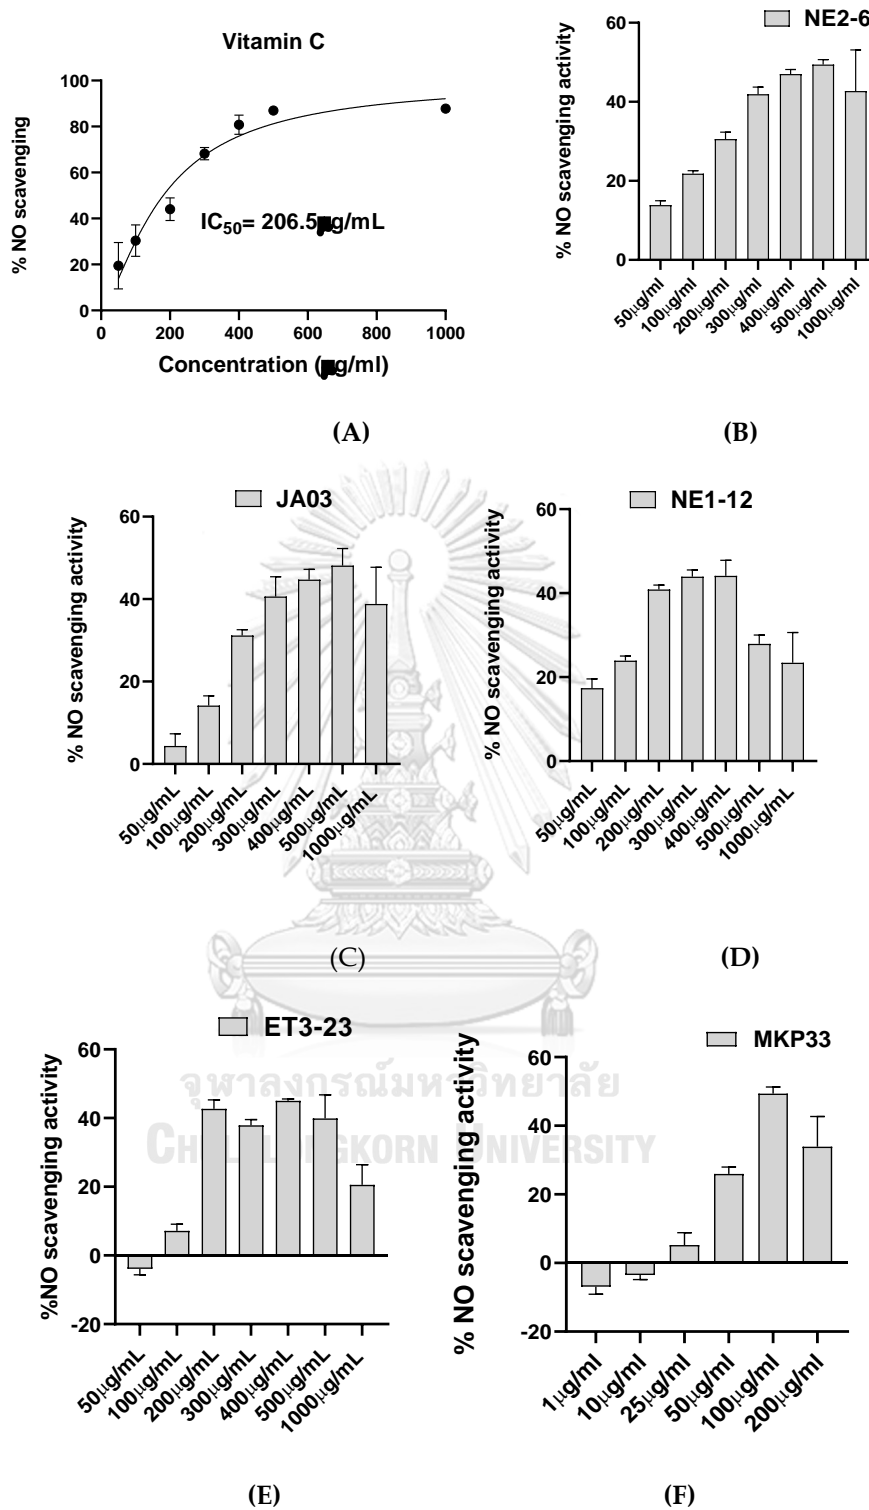 Vitamin C
% NO scavenging
100
80
60
40
20
0
0 200 400 600 800 1000
IC50= 206.5μg/mL
Concentration (μg/ml)
(A)
NE2-6
% NO scavenging activity
60
40
20
0
50μg/ml
100μg/ml
200μg/ml
300μg/ml
400μg/ml
500μg/ml
1000μg/ml
(B)
JA03
% NO scavenging activity
60
40
20
0
50μg/mL
100μg/mL
200μg/mL
300μg/mL
400μg/mL
500μg/mL
1000μg/mL
(C)
NE1-12
% NO scavenging activity
60
40
20
0
50μg/mL
100μg/mL
200μg/mL
300μg/mL
400μg/mL
500μg/mL
1000μg/mL
(D)
ET3-23
%NO scavenging activity
60
40
20
0
-20
50μg/mL
100μg/mL
200μg/mL
300μg/mL
400μg/mL
500μg/mL
1000μg/mL
(E)
MKP33
% NO scavenging activity
60
40
20
0
-20
1μg/ml
10μg/ml
25μg/ml
50μg/ml
100μg/ml
200μg/ml
(F)
จุฬาลงกรณ์มหาวิทยาลัย
CHULALONGKORN UNIVERSITY